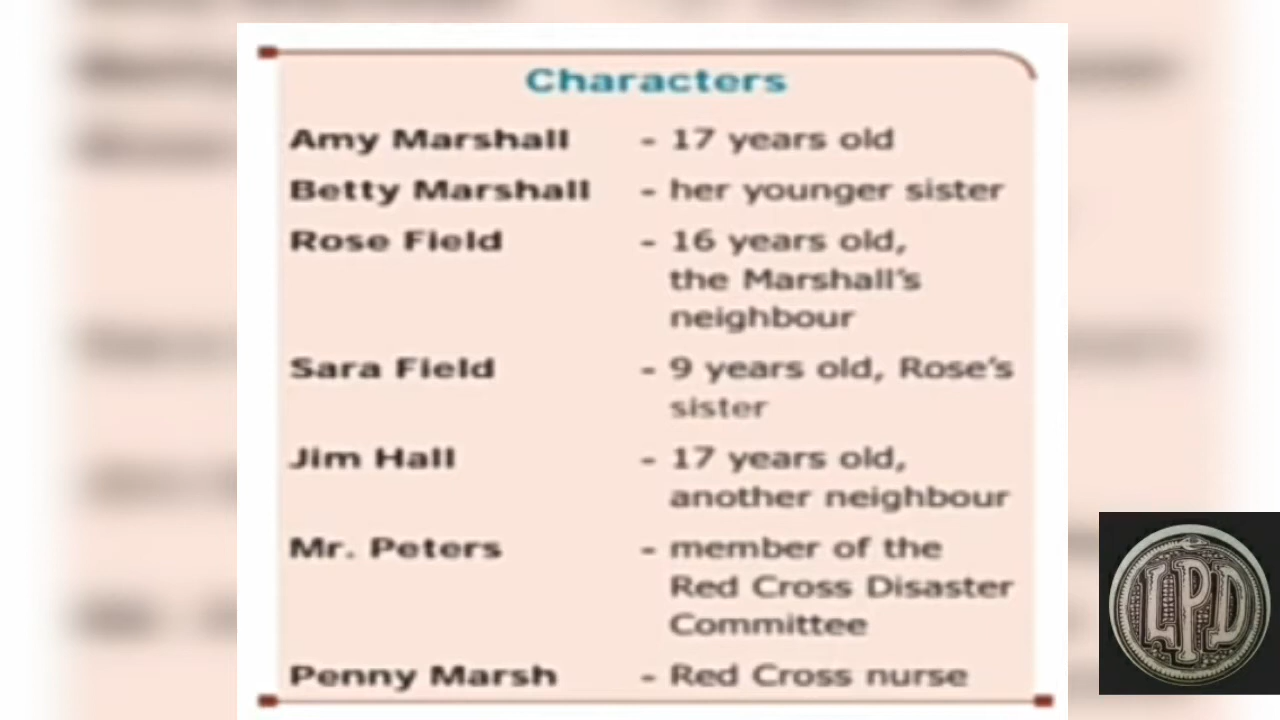 Characters
Amy Marshall - 17 years old
Betty Marshall - her younger sister
Rose Field - 16 years old,
the Marshall's
neighbour
Sara Field - 9 years old, Rose's
sister
Jim Hall - 17 years old,
another neighbour
Mr. Peters - member of the
Red Cross Disaster
Committee
Penny Marsh - Red Cross nurse
LPD